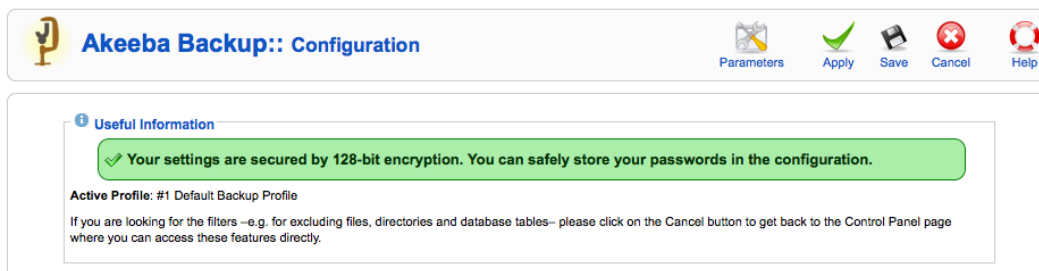 Akeeba Backup:: Configuration
Parameters Apply Save Cancel Help
Useful Information
Your settings are secured by 128-bit encryption. You can safely store your passwords in the configuration.
Active Profile: #1 Default Backup Profile
If you are looking for the filters –e.g. for excluding files, directories and database tables– please click on the Cancel button to get back to the Control Panel page
where you can access these features directly.